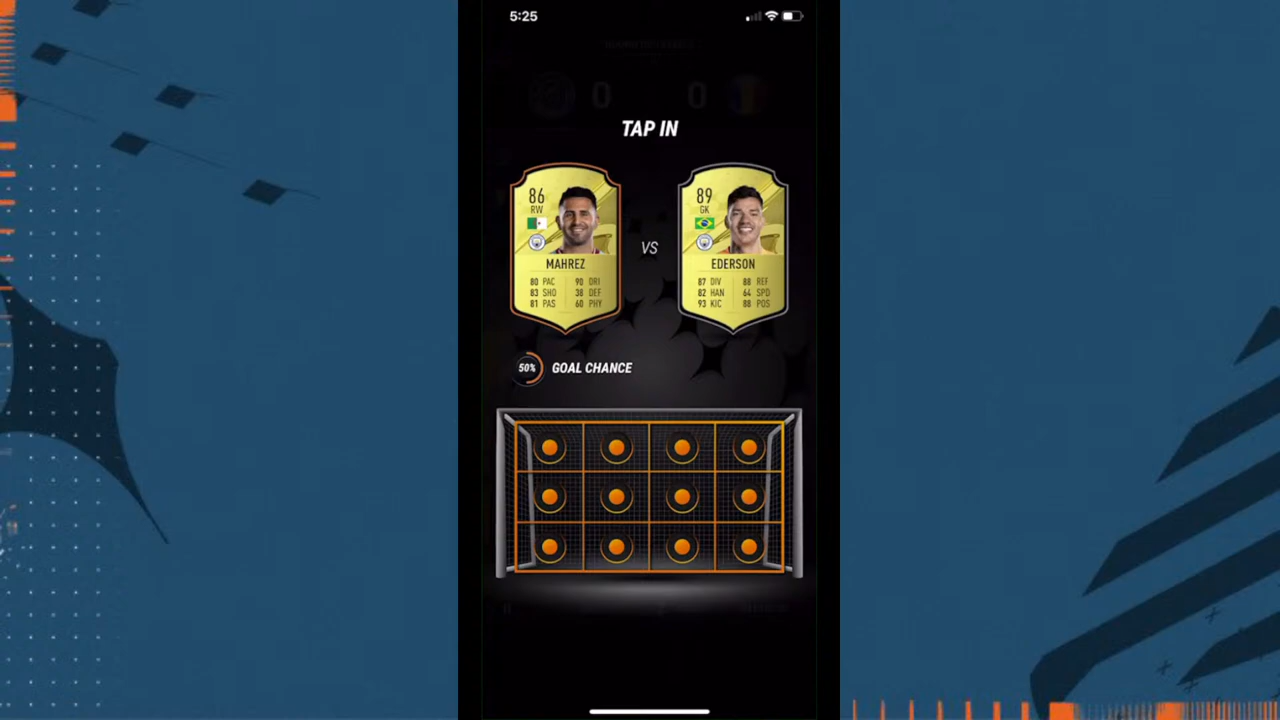 5:25
0 0
TAP IN
86
RW
MAHREZ
80 PAC 90 DRI
83 SHO 38 DEF
81 PAS 60 PHY
VS
89
GK
EDERSON
87 DIV 88 REF
82 HAN 64 SPD
93 KIC 88 POS
50% GOAL CHANCE